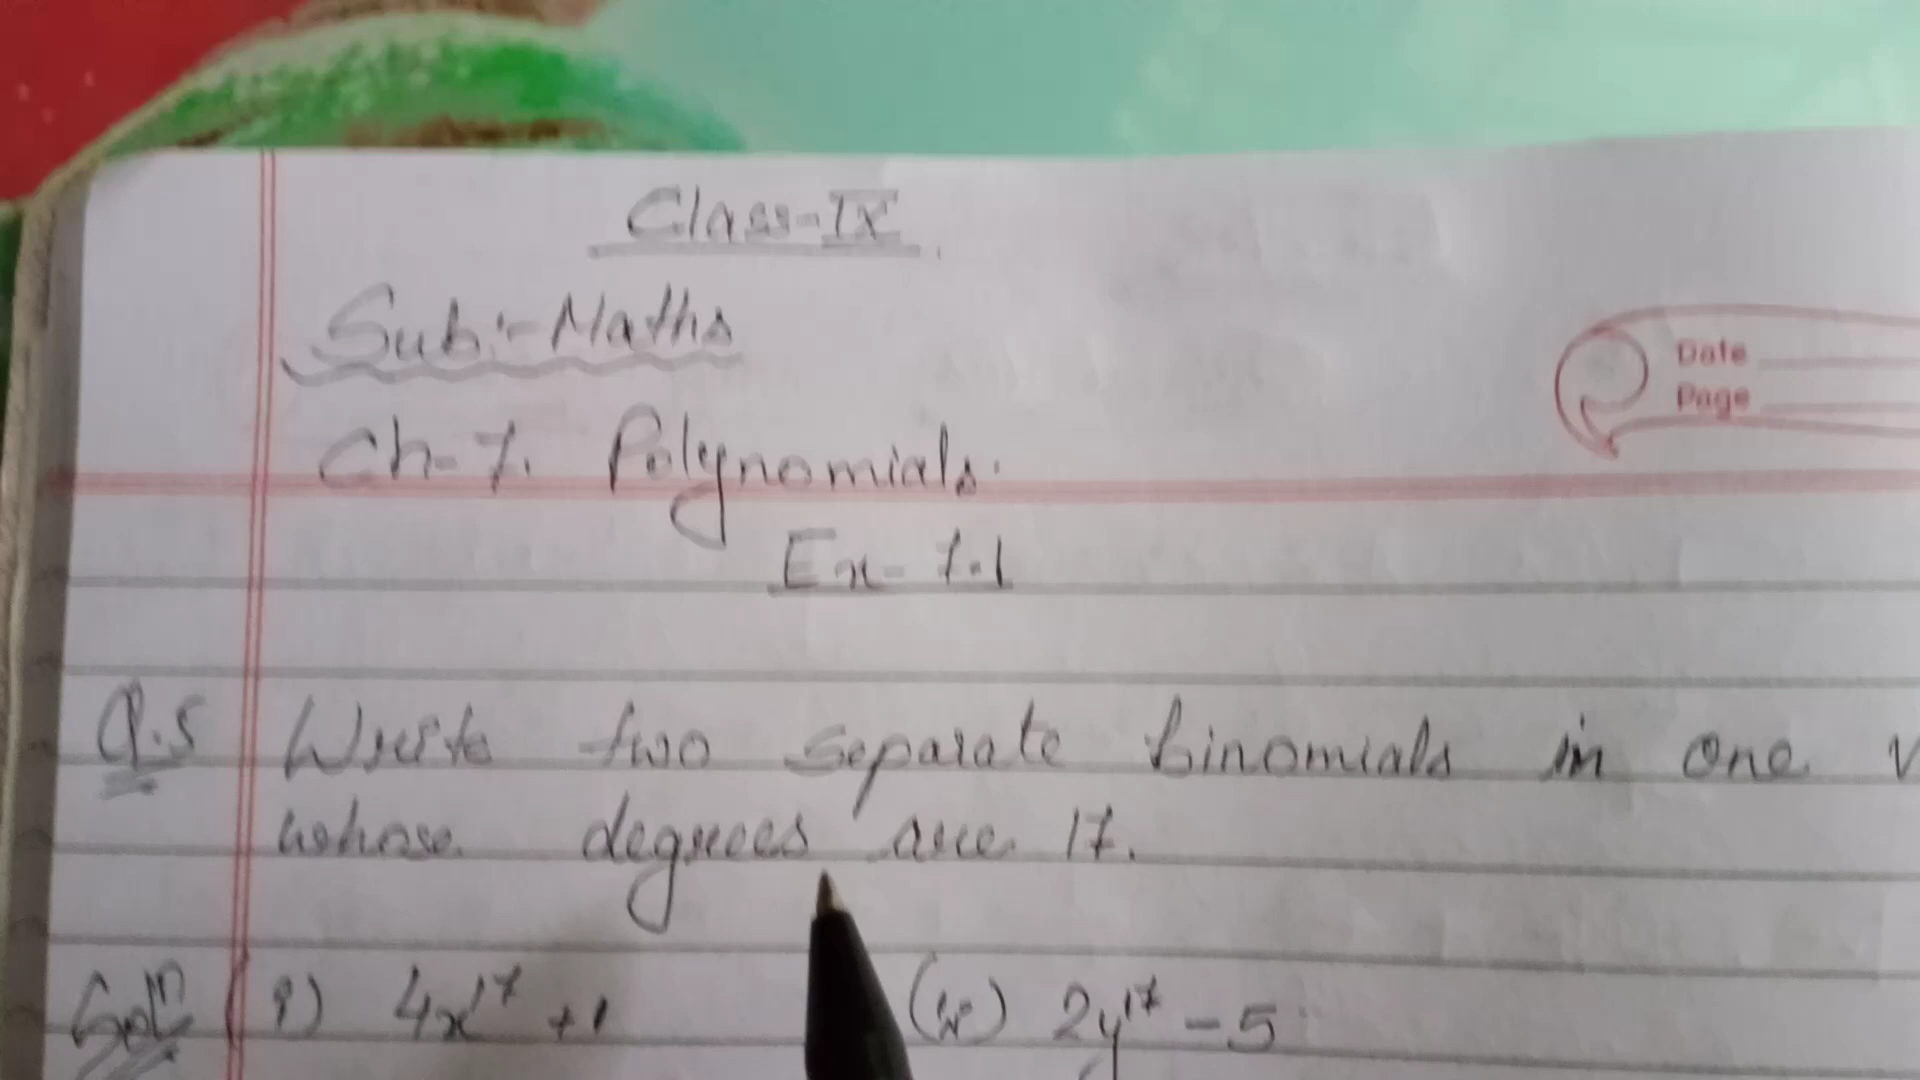 Class-IX
Sub:- Maths
Date
Page
Ch-7. Polynomials.
Ex- 7.1
Q.5 Write two separate binomials in one
whose degrees are 17.
Solⁿ (i) 4x¹⁷ +1 (ii) 2y¹⁷ - 5